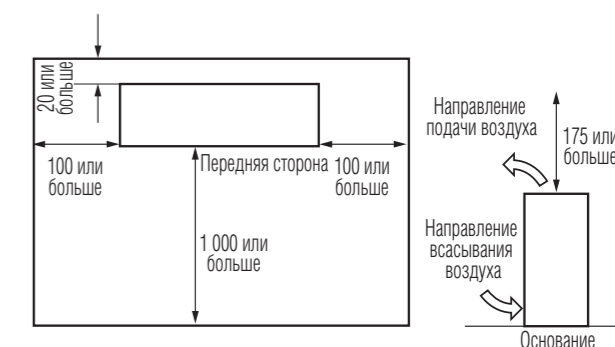 20 или
больше
100 или
больше
Передняя сторона
100 или
больше
1 000 или
больше
Направление
подачи воздуха
175 или
больше
Направление
всасывания
воздуха
Основание